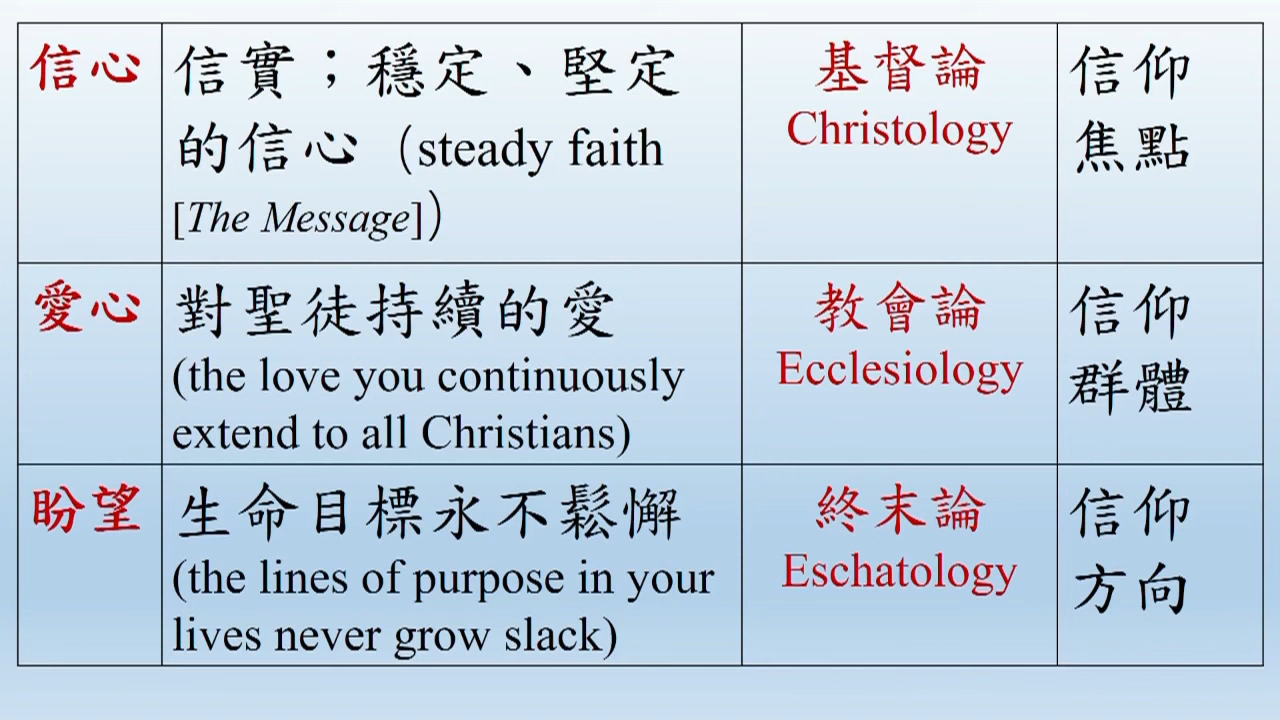 信心
信實；穩定、堅定
的信心（steady faith
[The Message]）
基督論
Christology
信仰
焦點
愛心
對聖徒持續的愛
(the love you continuously
extend to all Christians)
教會論
Ecclesiology
信仰
群體
盼望
生命目標永不鬆懈
(the lines of purpose in your
lives never grow slack)
終末論
Eschatology
信仰
方向